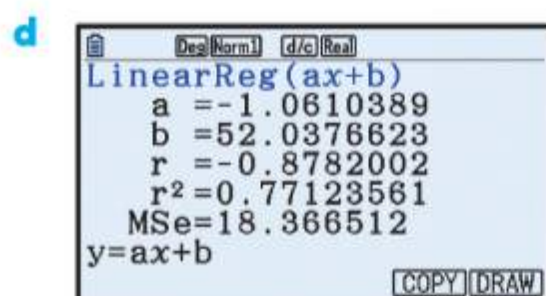 d
Deg Norm1 d/c Real
LinearReg(ax+b)
a =-1.0610389
b =52.0376623
r =-0.8782002
r²=0.77123561
MSe=18.366512
y=ax+b
COPY DRAW